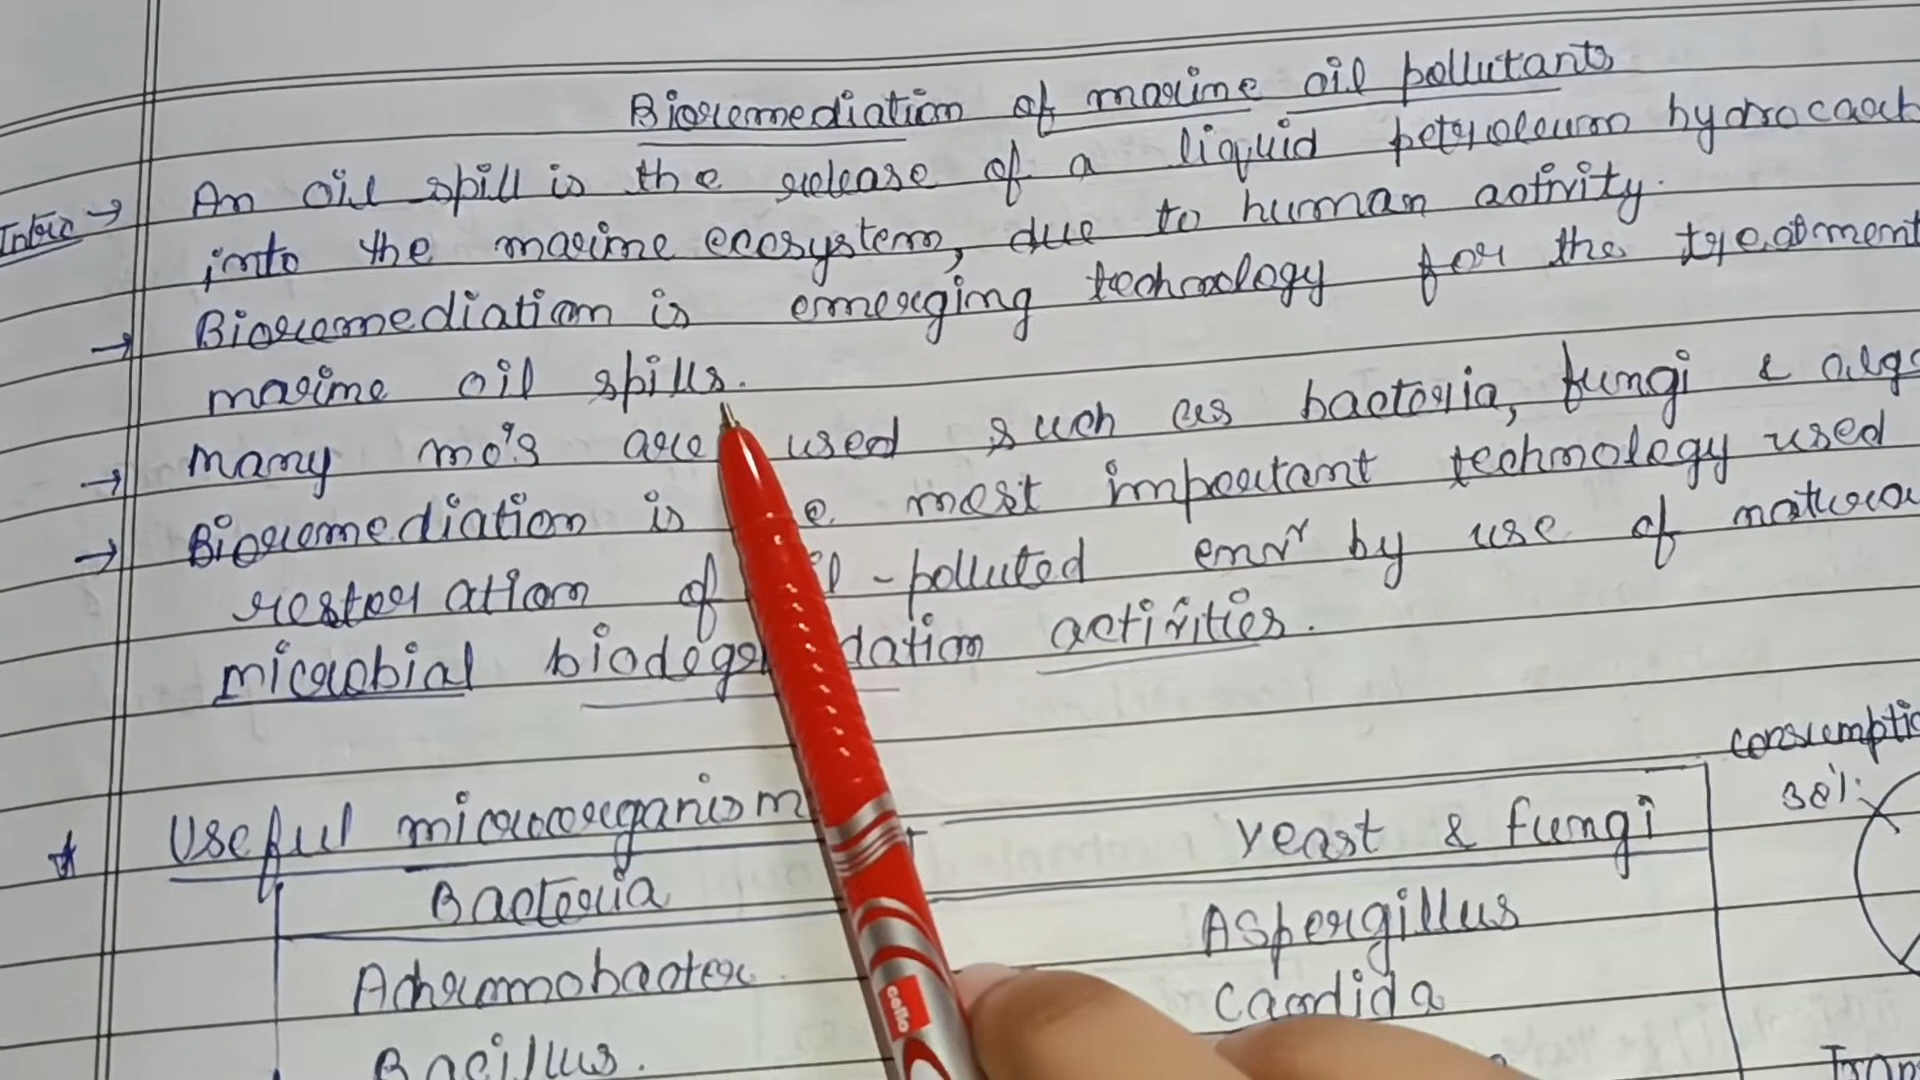 Bioremediation of marine oil pollutants
Intro → An oil spill is the release of a liquid petroleum hydrocarb
into the marine ecosystem, due to human activity.
→ Bioremediation is emerging technology for the treatment
marine oil spills.
→ many mo's are used such as bacteria, fungi & alg
→ Bioremediation is most important technology used
restoration of -polluted envr by use of natura
microbial biodeg dation activities.
consumptio
30%
Useful microorganism
Bacteria
Yeast & Fungi
Achromobacter
Aspergillus
Bacillus.
Candida
cello